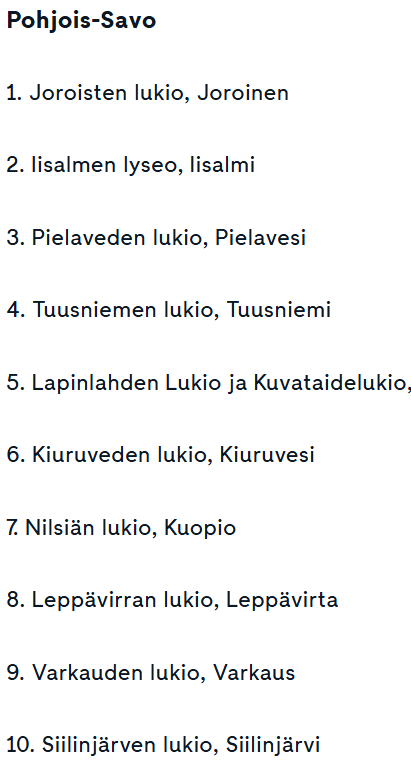 Pohjois-Savo
1. Joroisten lukio, Joroinen
2. Iisalmen lyseo, Iisalmi
3. Pielaveden lukio, Pielavesi
4. Tuusniemen lukio, Tuusniemi
5. Lapinlahden Lukio ja Kuvataidelukio,
6. Kiuruveden lukio, Kiuruvesi
7. Nilsiän lukio, Kuopio
8. Leppävirran lukio, Leppävirta
9. Varkauden lukio, Varkaus
10. Siilinjärven lukio, Siilinjärvi